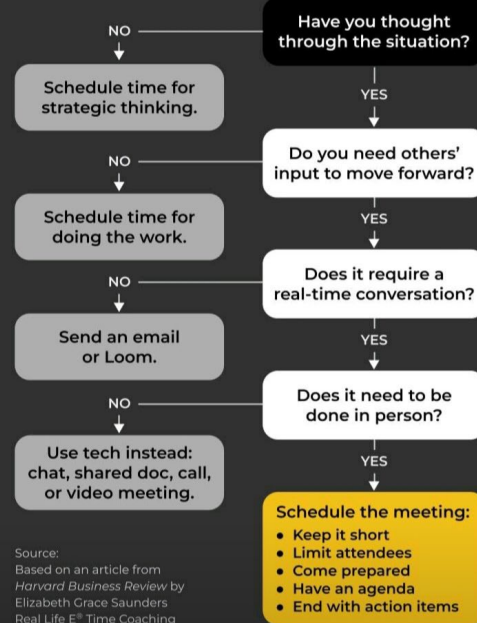 Have you thought
through the situation?
NO
YES
Schedule time for
strategic thinking.
Do you need others'
input to move forward?
NO
YES
Schedule time for
doing the work.
Does it require a
real-time conversation?
NO
YES
Send an email
or Loom.
Does it need to be
done in person?
NO
YES
Use tech instead:
chat, shared doc, call,
or video meeting.
Schedule the meeting:
• Keep it short
• Limit attendees
• Come prepared
• Have an agenda
• End with action items
Source:
Based on an article from
Harvard Business Review by
Elizabeth Grace Saunders
Real Life E® Time Coaching